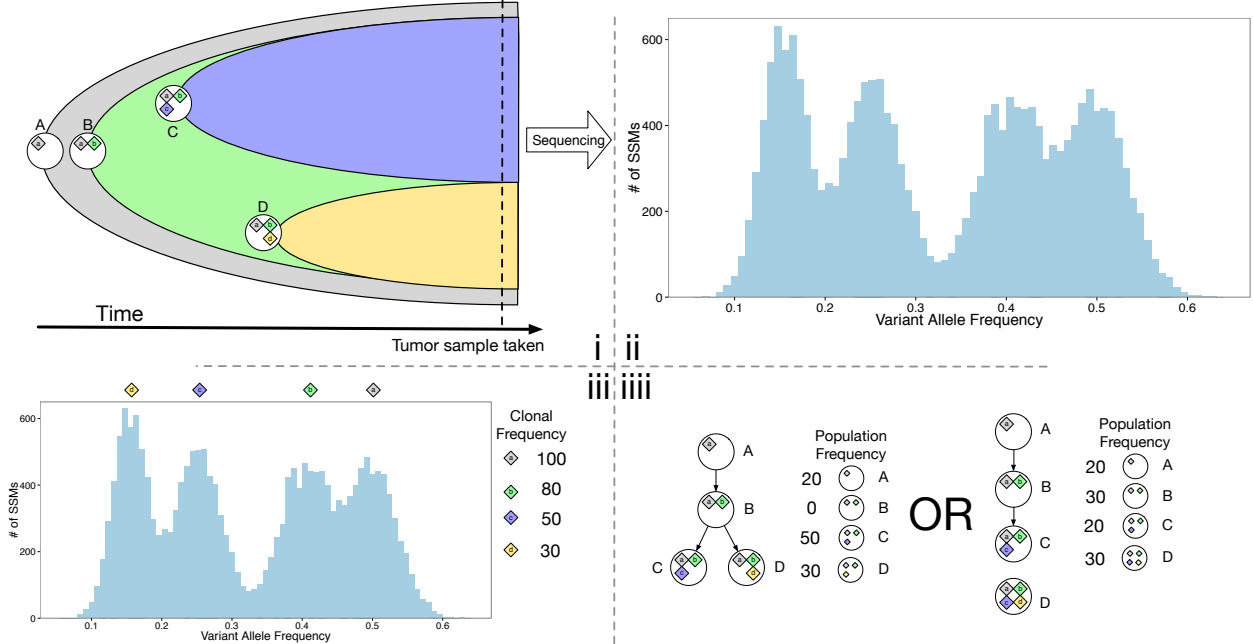 A
B
C
D
a
a b
a b
c
a b
d
Time
Tumor sample taken
Sequencing
# of SSMs
600
400
200
0
0.1 0.2 0.3 0.4 0.5 0.6
Variant Allele Frequency
i ii
iii iiii
d c b a
# of SSMs
600
400
200
0
0.1 0.2 0.3 0.4 0.5 0.6
Variant Allele Frequency
Clonal
Frequency
a 100
b 80
c 50
d 30
a A
a b B
C a b c
a b d D
Population
Frequency
20 A
0 B
50 C
30 D
OR
a A
a b B
a b c C
a b c d D
Population
Frequency
20 A
30 B
20 C
30 D